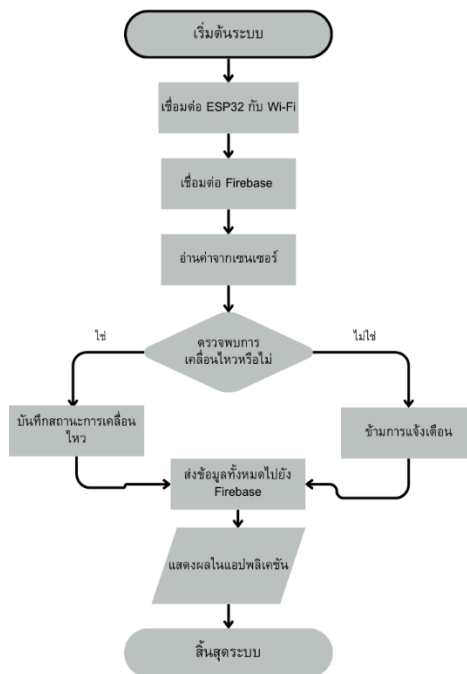 เริ่มต้นระบบ
เชื่อมต่อ ESP32 กับ Wi-Fi
เชื่อมต่อ Firebase
อ่านค่าจากเซนเซอร์
ตรวจพบการ
เคลื่อนไหวหรือไม่
ใช่
ไม่ใช่
บันทึกสถานะการเคลื่อน
ไหว
ข้ามการแจ้งเตือน
ส่งข้อมูลทั้งหมดไปยัง
Firebase
แสดงผลในแอปพลิเคชัน
สิ้นสุดระบบ